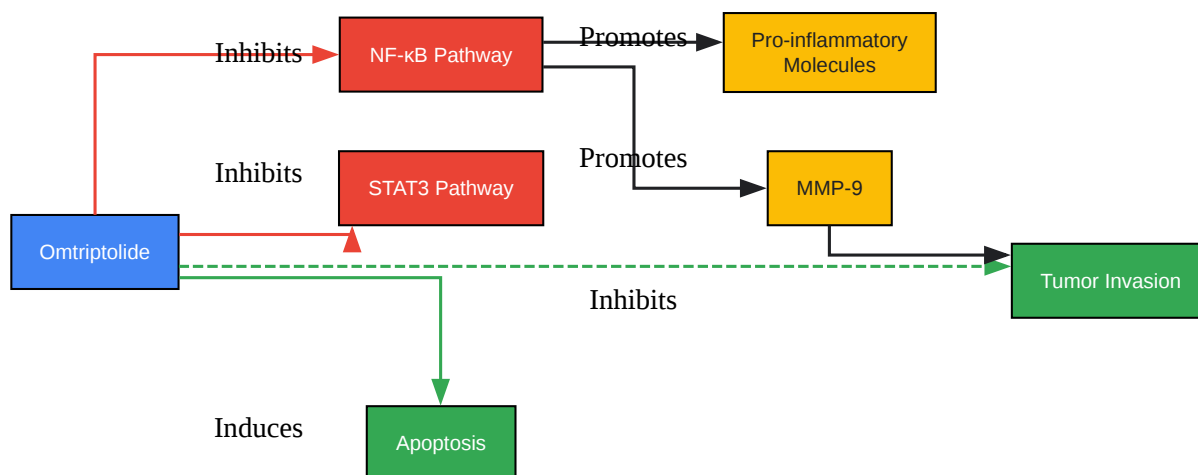 Inhibits
NF-κB Pathway
Promotes
Pro-inflammatory
Molecules
Inhibits
STAT3 Pathway
Promotes
MMP-9
Omtriptolide
Tumor Invasion
Inhibits
Induces
Apoptosis